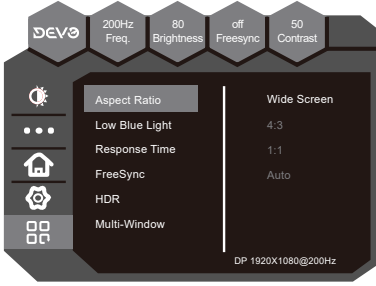 DEVO
200Hz
Freq.
80
Brightness
off
Freesync
50
Contrast
Aspect Ratio
Wide Screen
Low Blue Light
4:3
Response Time
1:1
FreeSync
Auto
HDR
Multi-Window
DP 1920X1080@200Hz